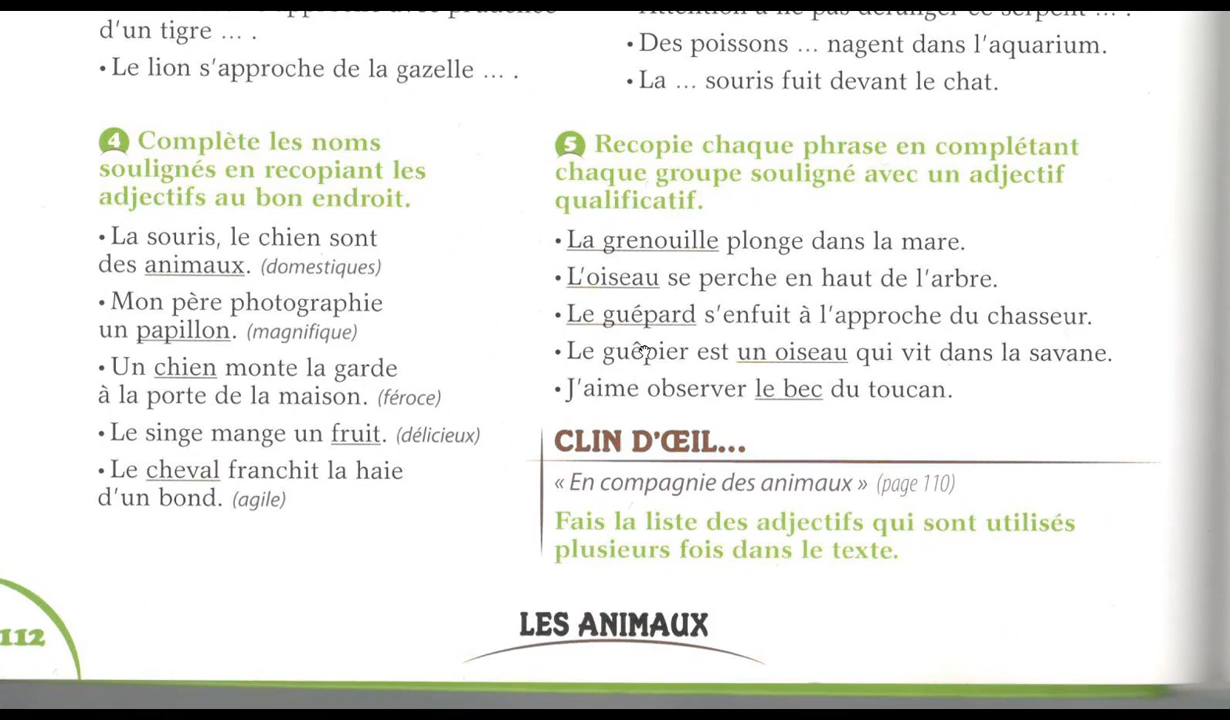 d'un tigre ... .
• Le lion s'approche de la gazelle ... .
• Des poissons ... nagent dans l'aquarium.
• La ... souris fuit devant le chat.
4 Complète les noms
soulignés en recopiant les
adjectifs au bon endroit.
• La souris, le chien sont
des animaux. (domestiques)
• Mon père photographie
un papillon. (magnifique)
• Un chien monte la garde
à la porte de la maison. (féroce)
• Le singe mange un fruit. (délicieux)
• Le cheval franchit la haie
d'un bond. (agile)
5 Recopie chaque phrase en complétant
chaque groupe souligné avec un adjectif
qualificatif.
• La grenouille plonge dans la mare.
• L'oiseau se perche en haut de l'arbre.
• Le guépard s'enfuit à l'approche du chasseur.
• Le guêpier est un oiseau qui vit dans la savane.
• J'aime observer le bec du toucan.
CLIN D'ŒIL...
« En compagnie des animaux » (page 110)
Fais la liste des adjectifs qui sont utilisés
plusieurs fois dans le texte.
112
LES ANIMAUX